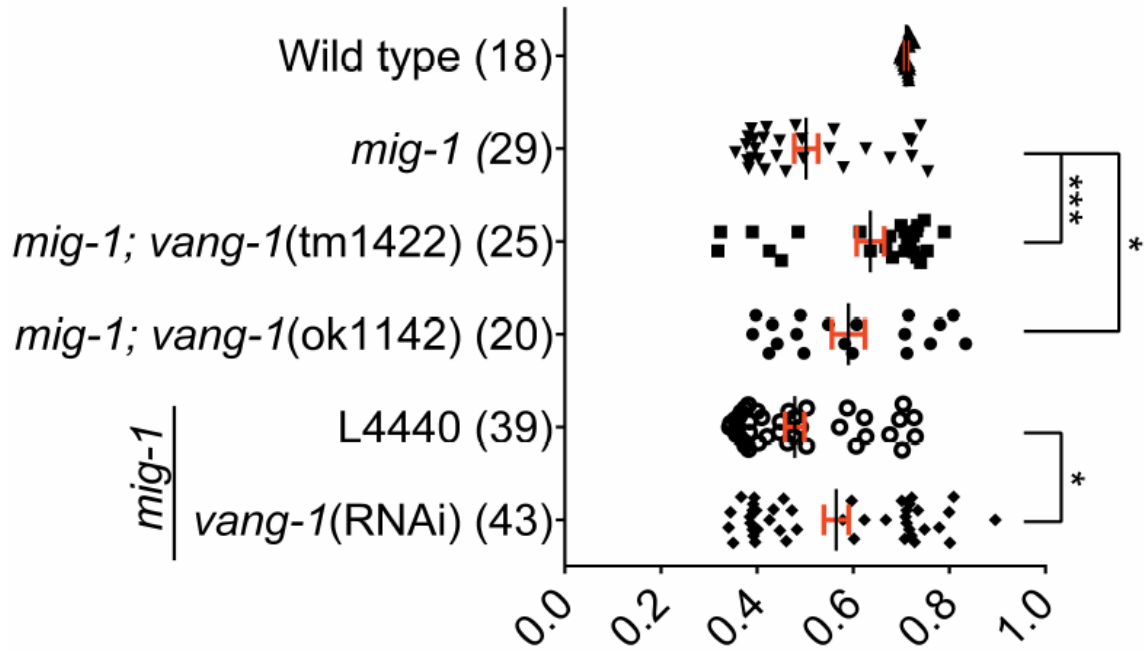 Wild type (18)
mig-1 (29)
***
mig-1; vang-1(tm1422) (25)
*
mig-1; vang-1(ok1142) (20)
mig-1
L4440 (39)
*
vang-1(RNAi) (43)
0.0 0.2 0.4 0.6 0.8 1.0